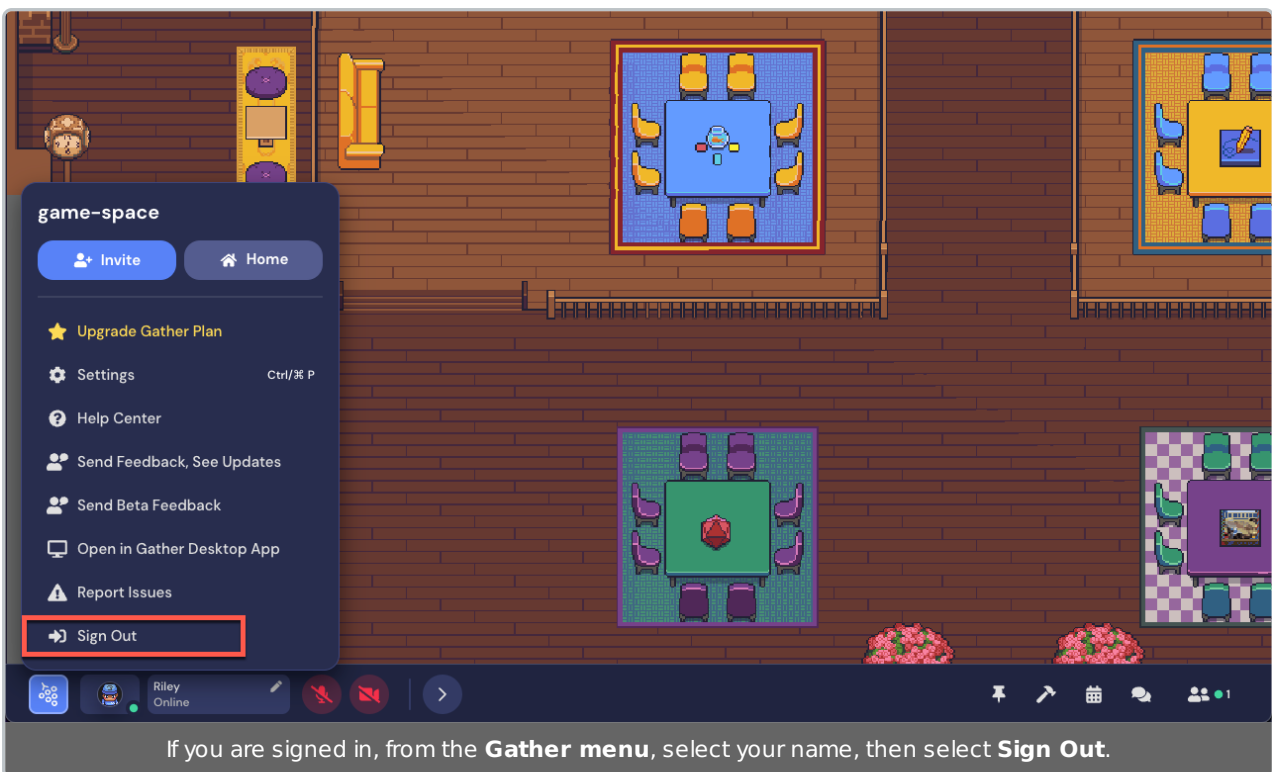 game-space
Invite
Home
Upgrade Gather Plan
Settings Ctrl/⌘ P
Help Center
Send Feedback, See Updates
Send Beta Feedback
Open in Gather Desktop App
Report Issues
Sign Out
Riley
Online
1
If you are signed in, from the Gather menu, select your name, then select Sign Out.